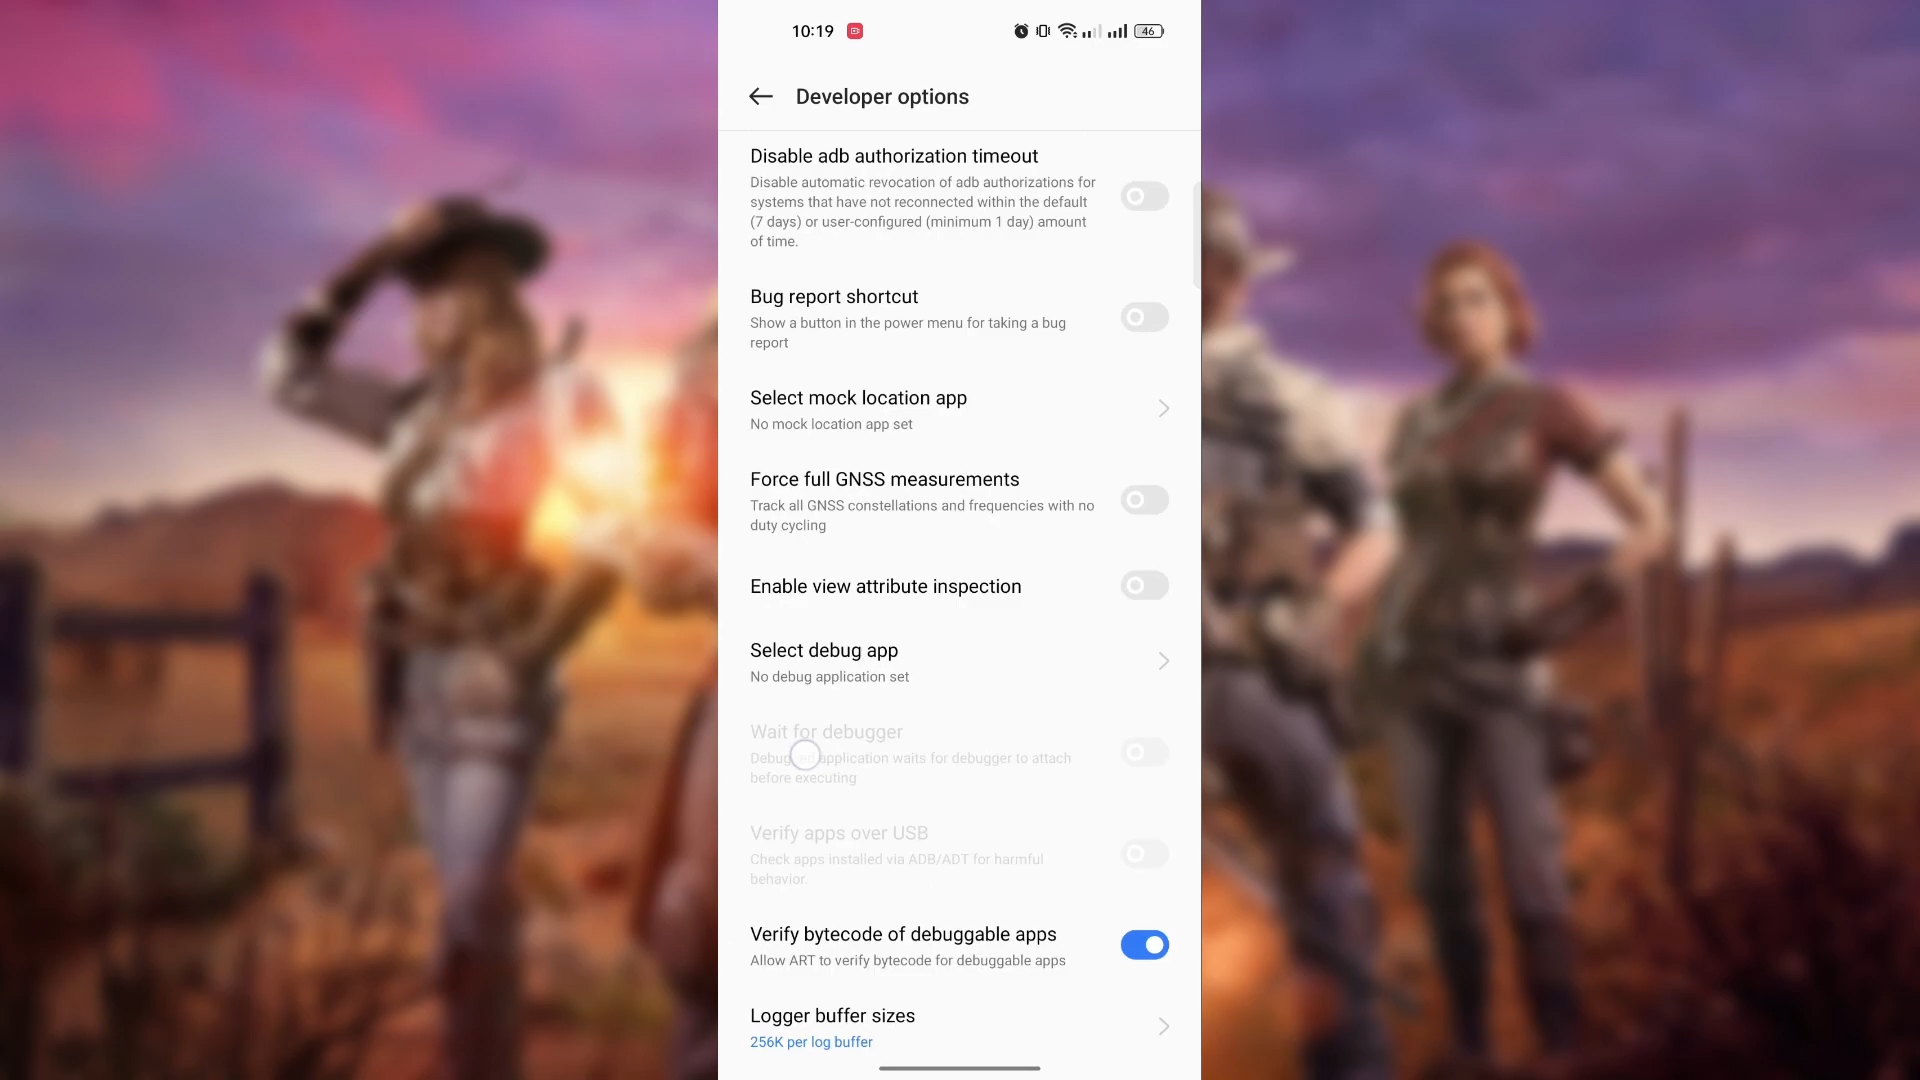 10:19
46
Developer options
Disable adb authorization timeout
Disable automatic revocation of adb authorizations for
systems that have not reconnected within the default
(7 days) or user-configured (minimum 1 day) amount
of time.
Bug report shortcut
Show a button in the power menu for taking a bug
report
Select mock location app
No mock location app set
Force full GNSS measurements
Track all GNSS constellations and frequencies with no
duty cycling
Enable view attribute inspection
Select debug app
No debug application set
Wait for debugger
Debugged application waits for debugger to attach
before executing
Verify apps over USB
Check apps installed via ADB/ADT for harmful
behavior.
Verify bytecode of debuggable apps
Allow ART to verify bytecode for debuggable apps
Logger buffer sizes
256K per log buffer